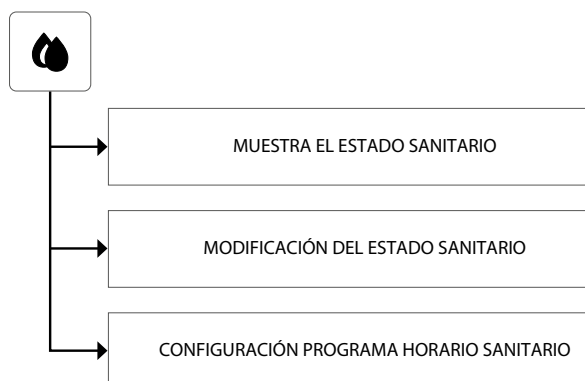 MUESTRA EL ESTADO SANITARIO
MODIFICACIÓN DEL ESTADO SANITARIO
CONFIGURACIÓN PROGRAMA HORARIO SANITARIO